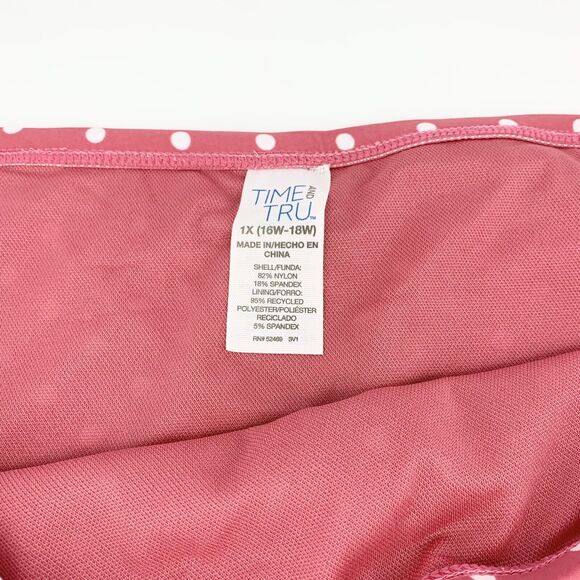 TIME AND
TRU™
1X (16W-18W)
MADE IN/HECHO EN
CHINA
SHELL/FUNDA:
82% NYLON
18% SPANDEX
LINING/FORRO:
95% RECYCLED
POLYESTER/POLIÉSTER
RECICLADO
5% SPANDEX
RN# 52469 3V1